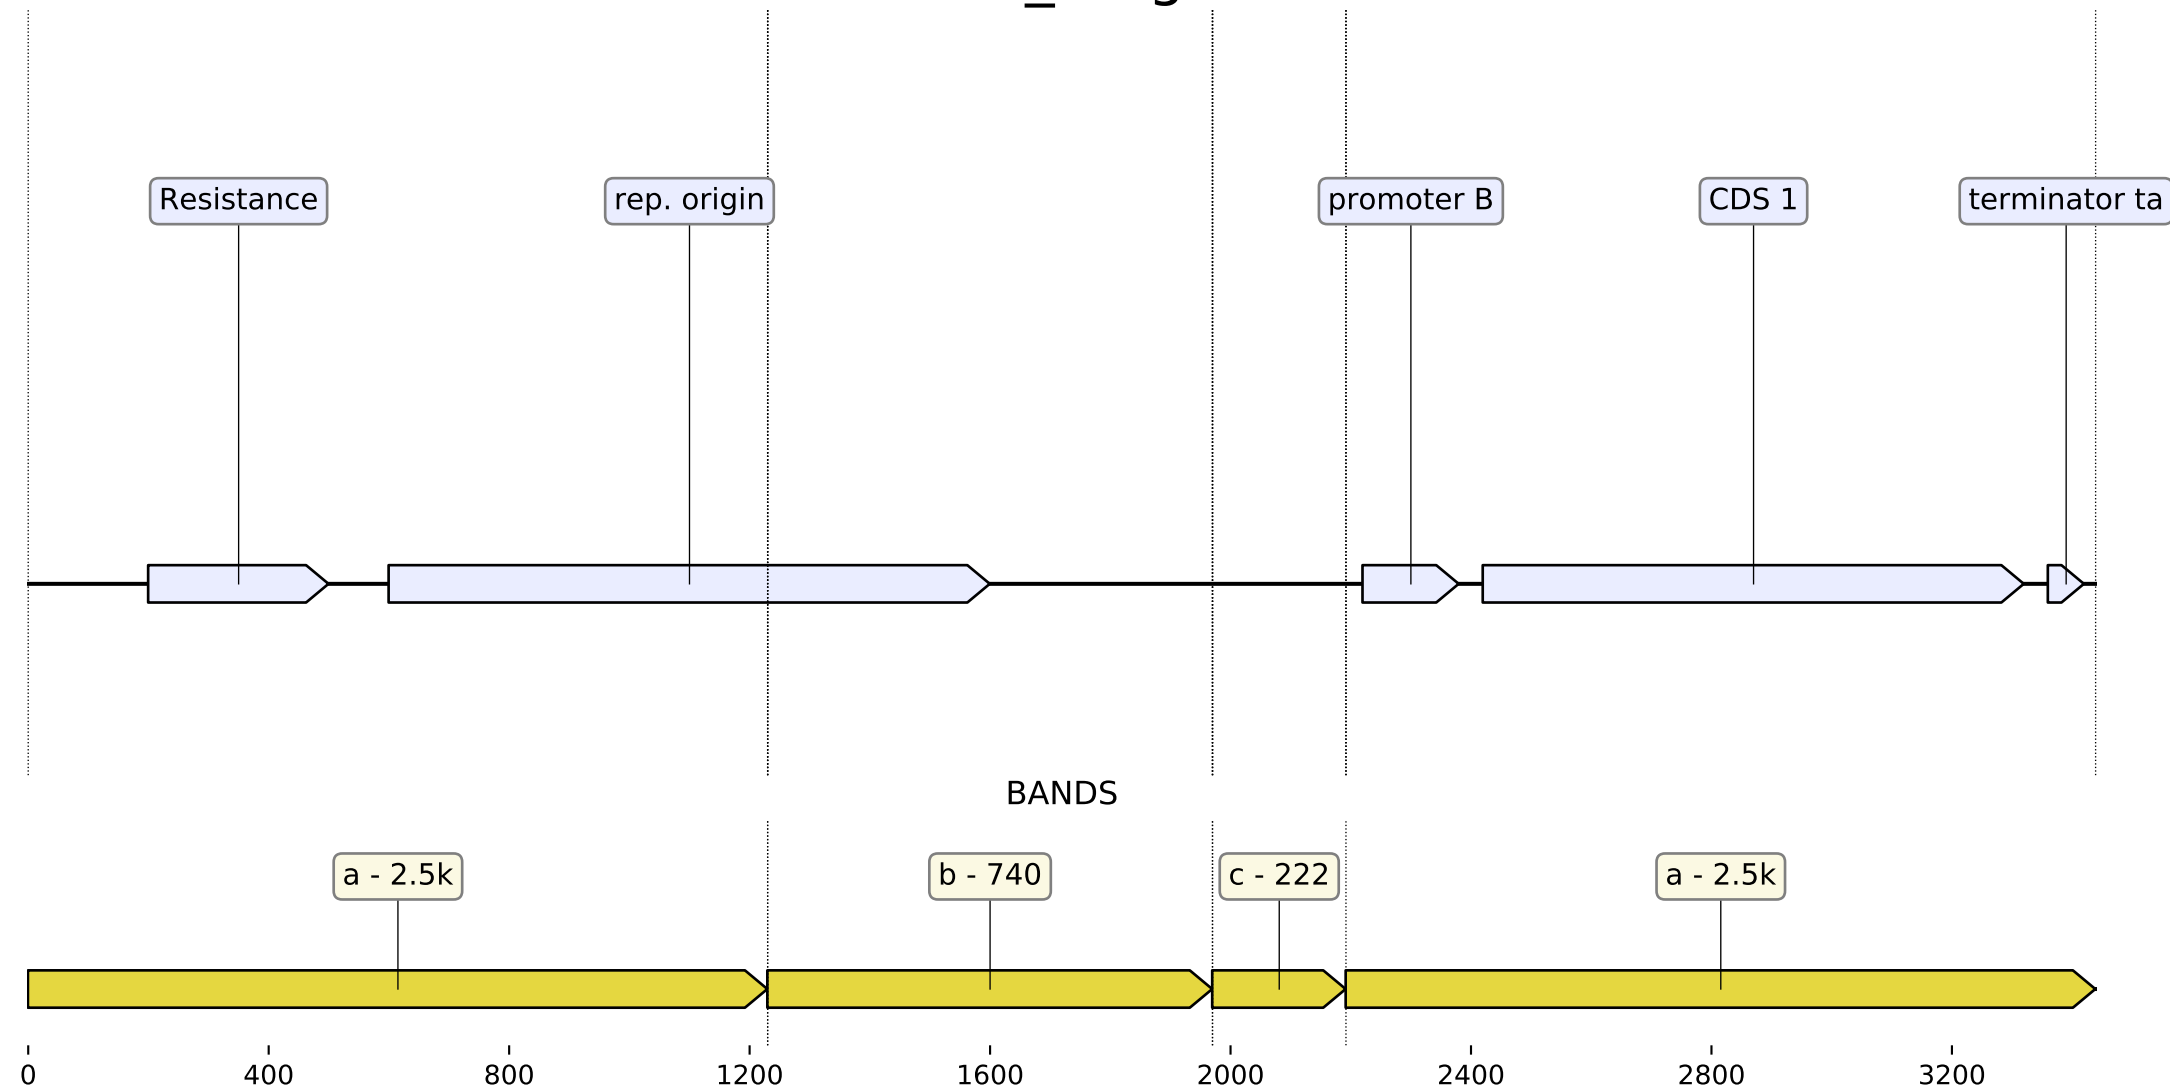 Resistance
rep. origin
promoter B
CDS 1
terminator ta
BANDS
a - 2.5k
b - 740
c - 222
a - 2.5k
0 400 800 1200 1600 2000 2400 2800 3200